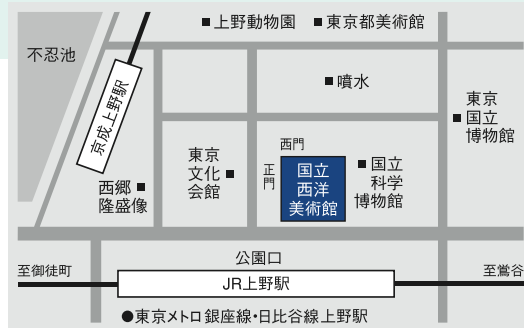 ■上野動物園 ■東京都美術館
不忍池
■噴水
京成上野駅
東京
■国立
博物館
西門
正門
東京
文化■
会館
国立
西洋
美術館
■国立
科学
博物館
西郷■
隆盛像
公園口
至御徒町
JR上野駅
至鶯谷
●東京メトロ 銀座線・日比谷線 上野駅